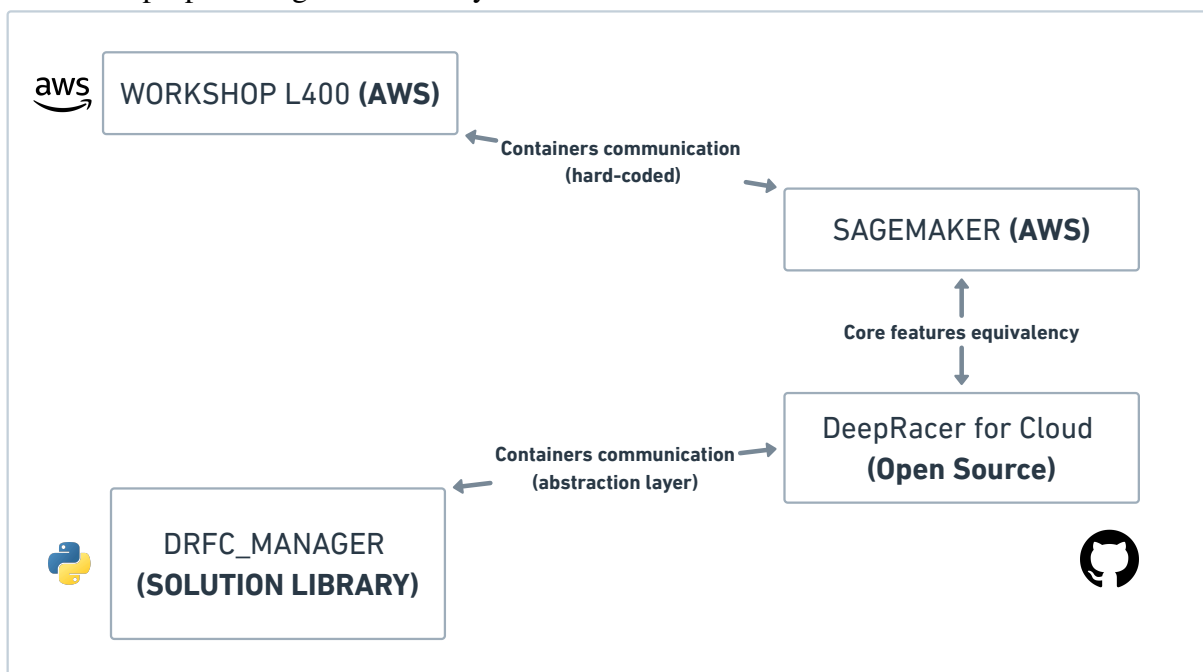 aws
WORKSHOP L400 (AWS)
Containers communication
(hard-coded)
SAGEMAKER (AWS)
Core features equivalency
DeepRacer for Cloud
(Open Source)
Containers communication
(abstraction layer)
DRFC_MANAGER
(SOLUTION LIBRARY)